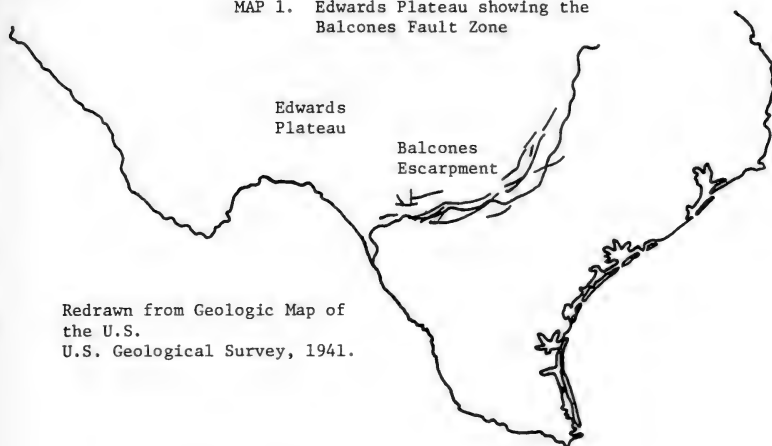 MAP 1. Edwards Plateau showing the
Balcones Fault Zone
Edwards
Plateau
Balcones
Escarpment
Redrawn from Geologic Map of
the U.S.
U.S. Geological Survey, 1941.